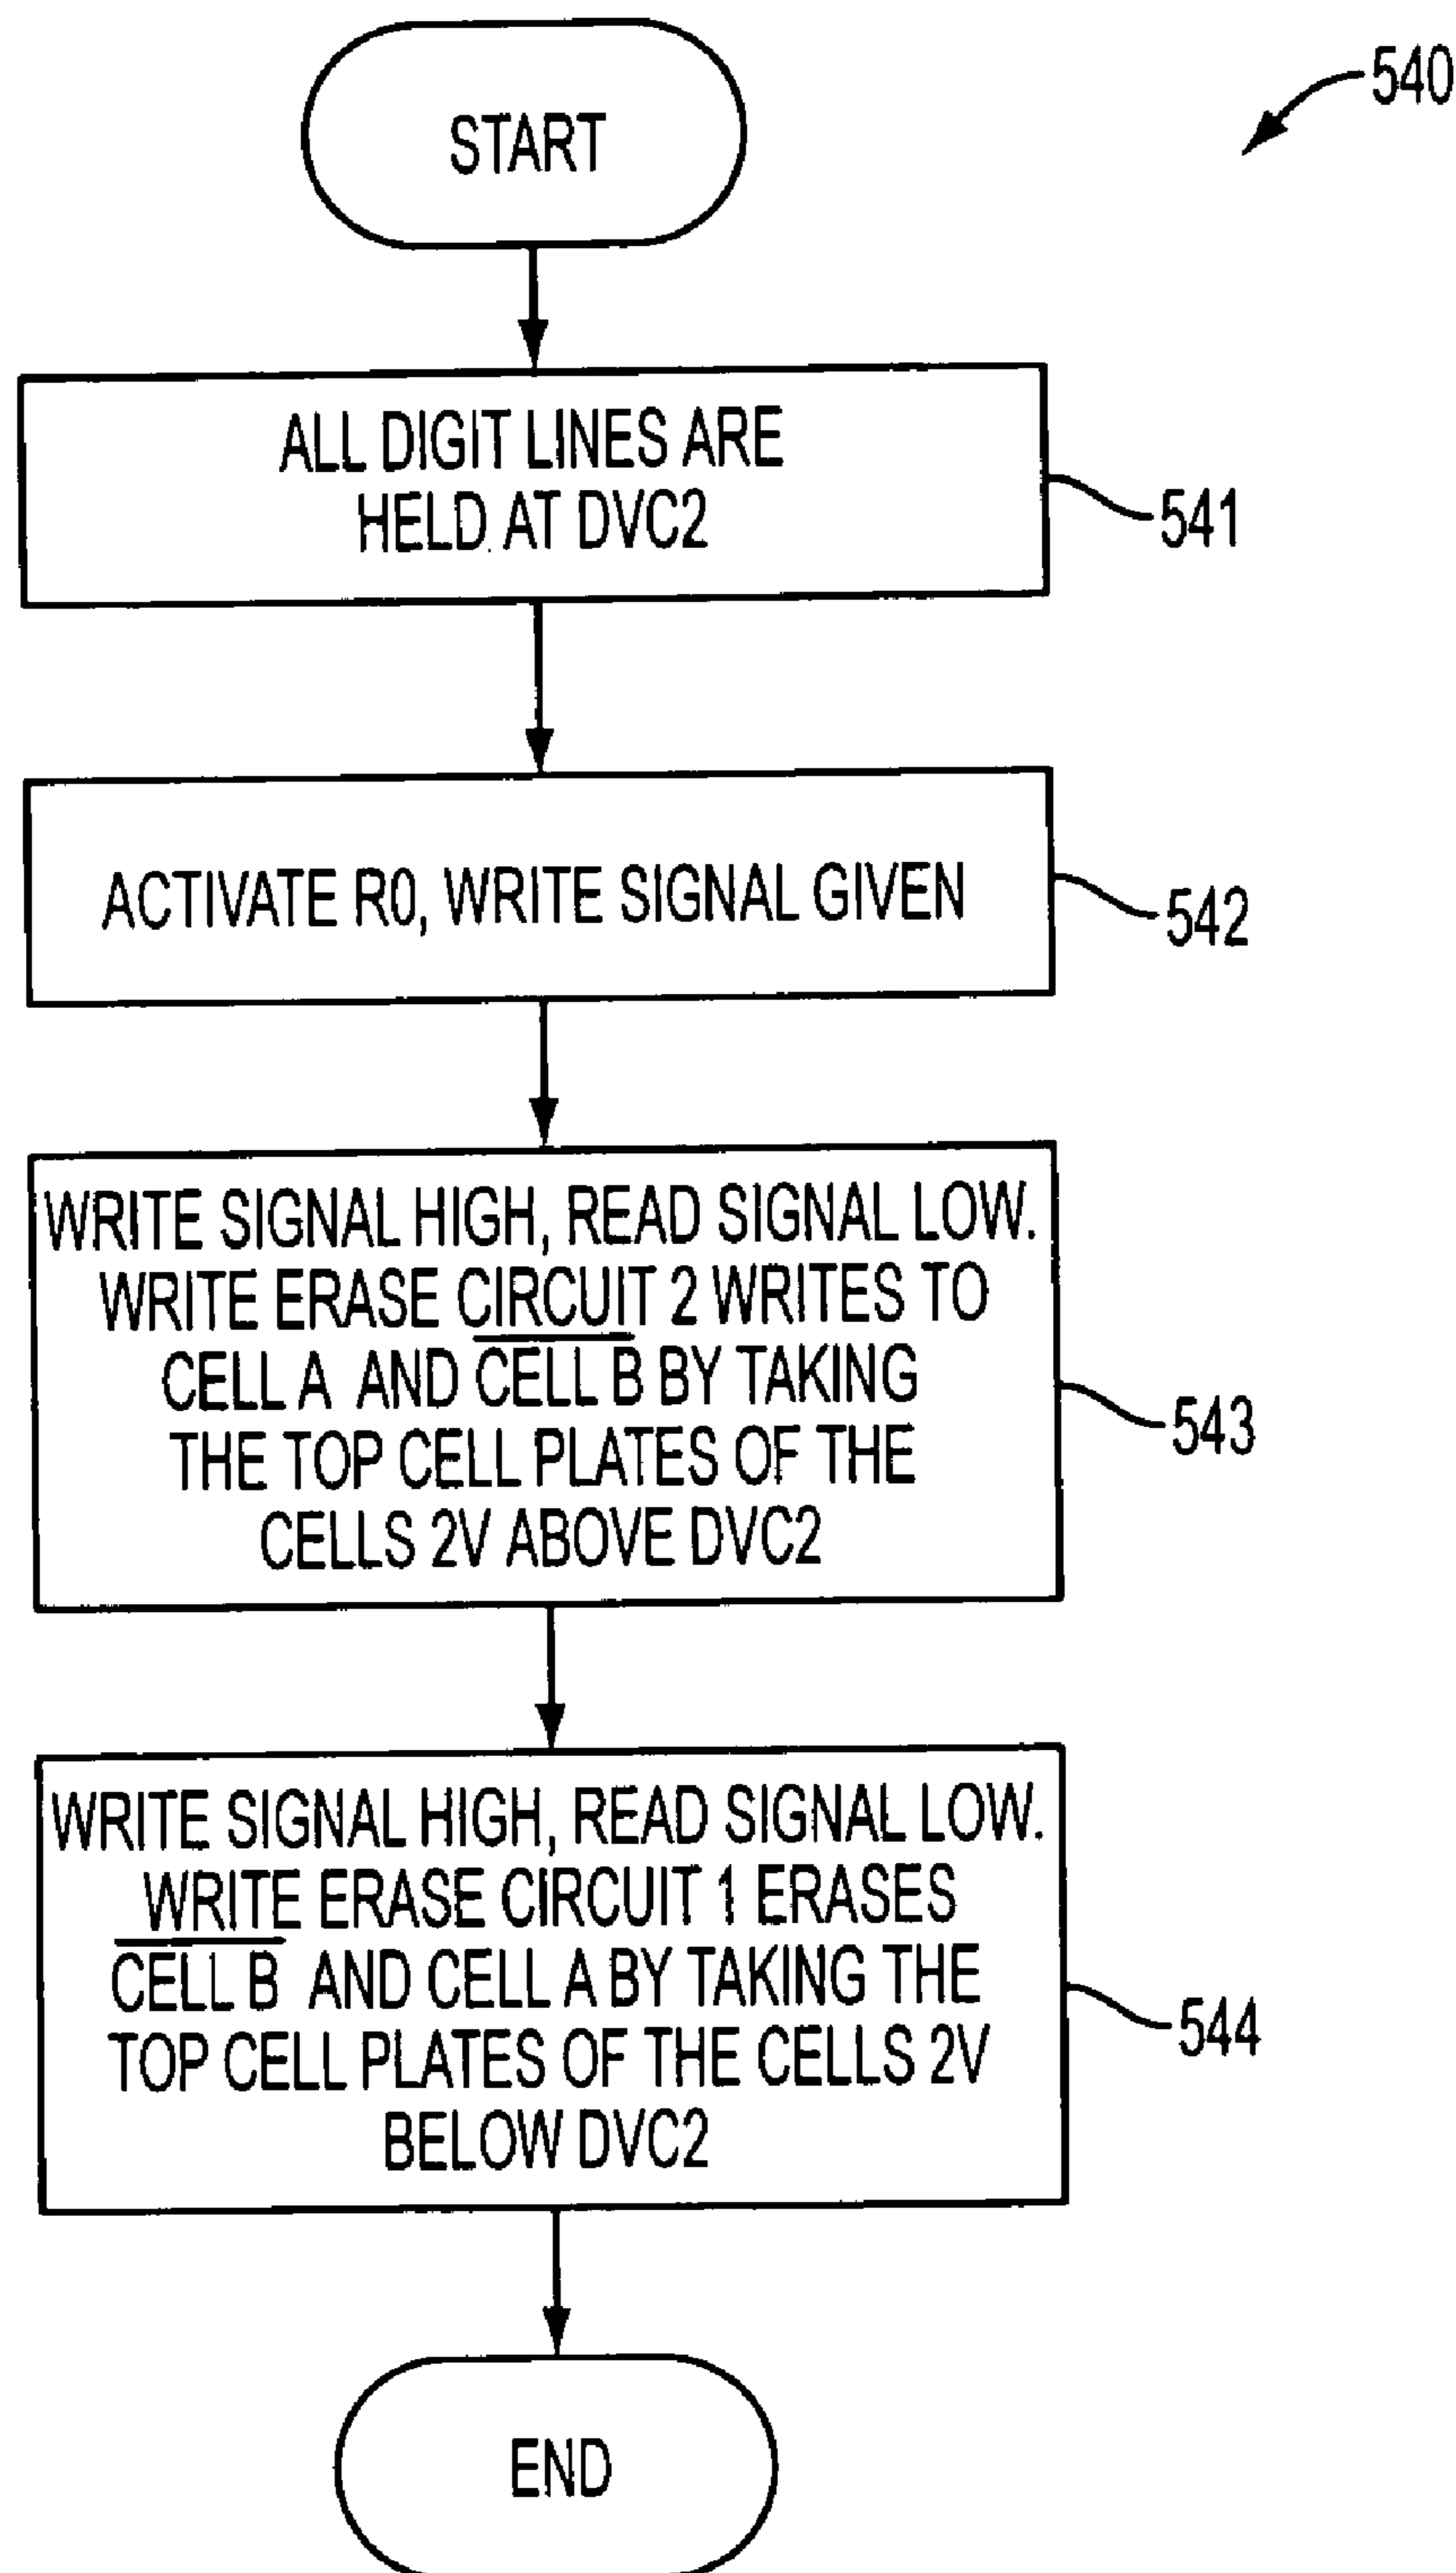 START
540
ALL DIGIT LINES ARE
HELD AT DVC2
541
ACTIVATE R0, WRITE SIGNAL GIVEN
542
WRITE SIGNAL HIGH, READ SIGNAL LOW.
WRITE ERASE CIRCUIT 2 WRITES TO
CELL A AND C̅E̅L̅L̅ ̅B̅ BY TAKING
THE TOP CELL PLATES OF THE
CELLS 2V ABOVE DVC2
543
WRITE SIGNAL HIGH, READ SIGNAL LOW.
WRITE ERASE CIRCUIT 1 ERASES
C̅E̅L̅L̅ ̅B̅ AND CELL A BY TAKING THE
TOP CELL PLATES OF THE CELLS 2V
BELOW DVC2
544
END